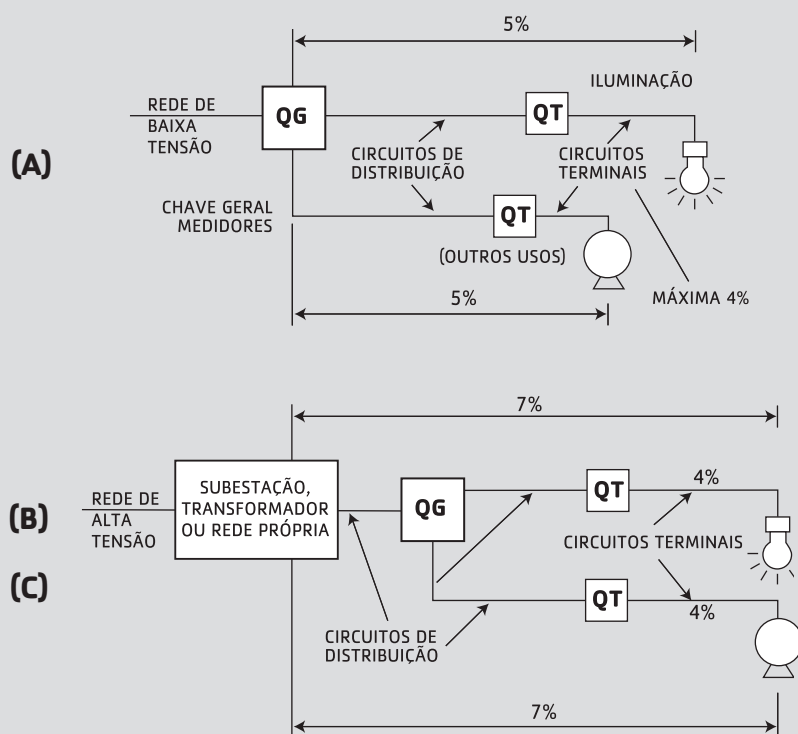 5%
ILUMINAÇÃO
REDE DE
BAIXA
TENSÃO
QG
QT
(A)
CIRCUITOS DE
DISTRIBUIÇÃO
CIRCUITOS
TERMINAIS
CHAVE GERAL
MEDIDORES
QT
(OUTROS USOS)
MÁXIMA 4%
5%
7%
(B)
REDE DE
ALTA
TENSÃO
SUBESTAÇÃO,
TRANSFORMADOR
OU REDE PRÓPRIA
QG
QT
4%
CIRCUITOS TERMINAIS
(C)
QT
4%
CIRCUITOS DE
DISTRIBUIÇÃO
7%